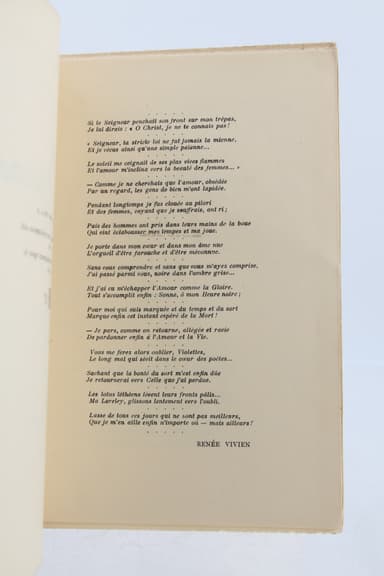 . . . . .
Si le Seigneur penchait son front sur mon trépas,
Je lui dirais : « O Christ, je ne te connais pas !
. . . . .
« Seigneur, ta stricte loi ne fut jamais la mienne,
Et je vécus ainsi qu'une simple païenne...
. . . . .
Le soleil me ceignait de ses plus vives flammes
Et l'amour m'inclina vers la beauté des femmes... »
. . . . .
— Comme je ne cherchais que l'amour, obsédée
Par un regard, les gens de bien m'ont lapidée.
. . . . .
Pendant longtemps je fus clouée au pilori
Et des femmes, voyant que je souffrais, ont ri ;
. . . . .
Puis des hommes ont pris dans leurs mains de la boue
Qui vint éclabousser mes tempes et ma joue.
. . . . .
Je porte dans mon cœur et dans mon âme nue
L'orgueil d'être farouche et d'être méconnue.
. . . . .
Sans vous comprendre et sans que vous m'ayez comprise,
J'ai passé parmi vous, noire dans l'ombre grise...
. . . . .
Et j'ai cru m'échapper l'Amour comme la Gloire.
Tout s'accomplit enfin : Sonne, ô mon Heure noire ;
. . . . .
Pour moi qui suis marquée et du temps et du sort
Marque enfin cet instant espéré de la Mort !
. . . . .
— Je pars, comme on retourne, allégée et ravie
De pardonner enfin à l'Amour et la Vie.
. . . . .
Vous me ferez alors oublier, Violettes,
Le long mal qui sévit dans le cœur des poètes...
. . . . .
Sachant que la bonté du sort m'est enfin dûe
Je retournerai vers Celle que j'ai perdue.
. . . . .
Les lotus léthéens lèvent leurs fronts pâlis...
Ma Loreley, glissons lentement vers l'oubli.
. . . . .
Lasse de tous ces jours qui ne sont pas meilleurs,
Que je m'en aille enfin n'importe où — mais ailleurs !
. . . . .
RENÉE VIVIEN